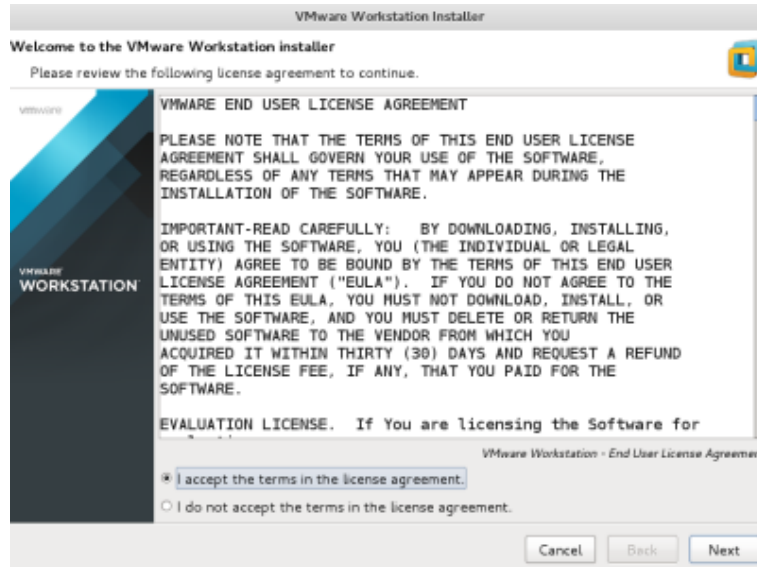 VMware Workstation Installer
Welcome to the VMware Workstation installer
Please review the following license agreement to continue.
vmware
VMWARE
WORKSTATION
VMWARE END USER LICENSE AGREEMENT
PLEASE NOTE THAT THE TERMS OF THIS END USER LICENSE
AGREEMENT SHALL GOVERN YOUR USE OF THE SOFTWARE,
REGARDLESS OF ANY TERMS THAT MAY APPEAR DURING THE
INSTALLATION OF THE SOFTWARE.
IMPORTANT-READ CAREFULLY:   BY DOWNLOADING, INSTALLING,
OR USING THE SOFTWARE, YOU (THE INDIVIDUAL OR LEGAL
ENTITY) AGREE TO BE BOUND BY THE TERMS OF THIS END USER
LICENSE AGREEMENT ("EULA").  IF YOU DO NOT AGREE TO THE
TERMS OF THIS EULA, YOU MUST NOT DOWNLOAD, INSTALL, OR
USE THE SOFTWARE, AND YOU MUST DELETE OR RETURN THE
UNUSED SOFTWARE TO THE VENDOR FROM WHICH YOU
ACQUIRED IT WITHIN THIRTY (30) DAYS AND REQUEST A REFUND
OF THE LICENSE FEE, IF ANY, THAT YOU PAID FOR THE
SOFTWARE.
EVALUATION LICENSE.  If You are licensing the Software for
VMware Workstation - End User License Agreemen
I accept the terms in the license agreement.
I do not accept the terms in the license agreement.
Cancel
Back
Next